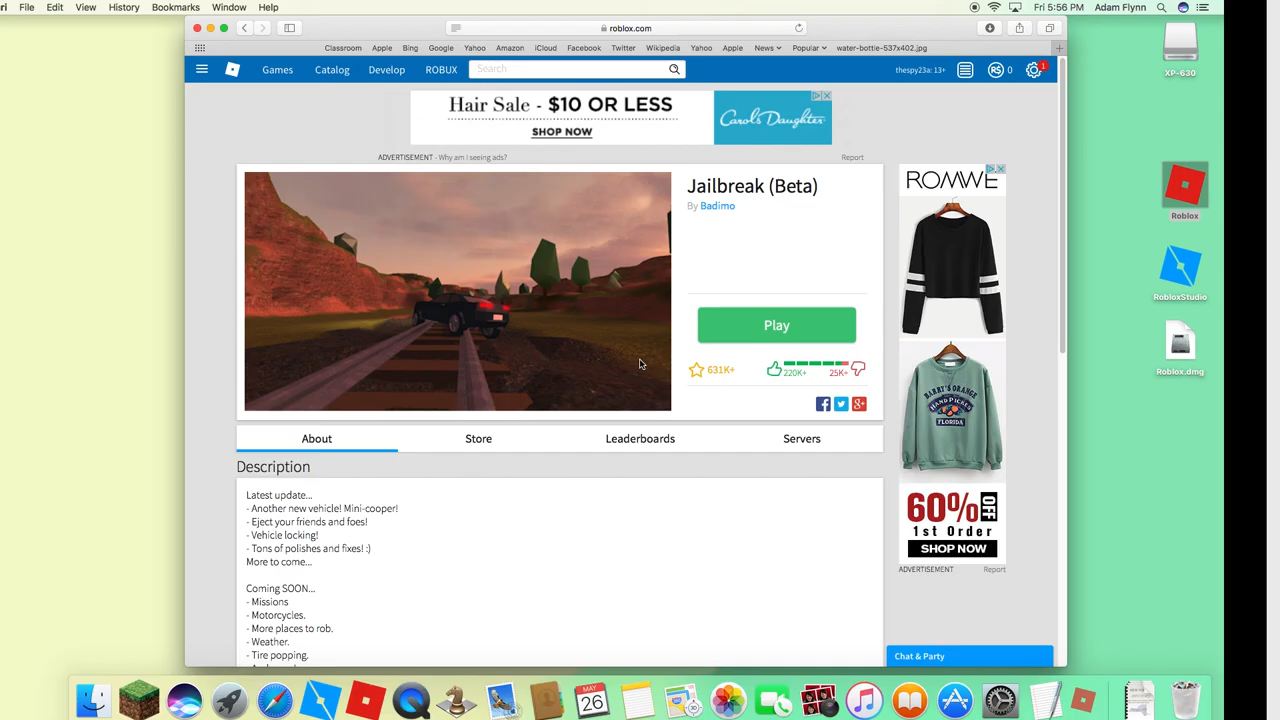 ri File Edit View History Bookmarks Window Help Fri 5:56 PM Adam Flynn
roblox.com
Classroom Apple Bing Google Yahoo Amazon iCloud Facebook Twitter Wikipedia Yahoo Apple News Popular water-bottle-537x402.jpg
Games Catalog Develop ROBUX Search thespy23a: 13+ R$ 0 1
Hair Sale - $10 OR LESS
SHOP NOW
Carol's Daughter
ADVERTISEMENT - Why am I seeing ads? Report
Jailbreak (Beta)
By Badimo
Play
631K+ 220K+ 25K+
About Store Leaderboards Servers
Description
Latest update...
- Another new vehicle! Mini-cooper!
- Eject your friends and foes!
- Vehicle locking!
- Tons of polishes and fixes! :)
More to come...
Coming SOON...
- Missions
- Motorcycles.
- More places to rob.
- Weather.
- Tire popping.
ROMWE
HAND PICKED
FLORIDA
60% OFF
1st Order
SHOP NOW
ADVERTISEMENT Report
Chat & Party
XP-630
Roblox
RobloxStudio
Roblox.dmg
MAY
26